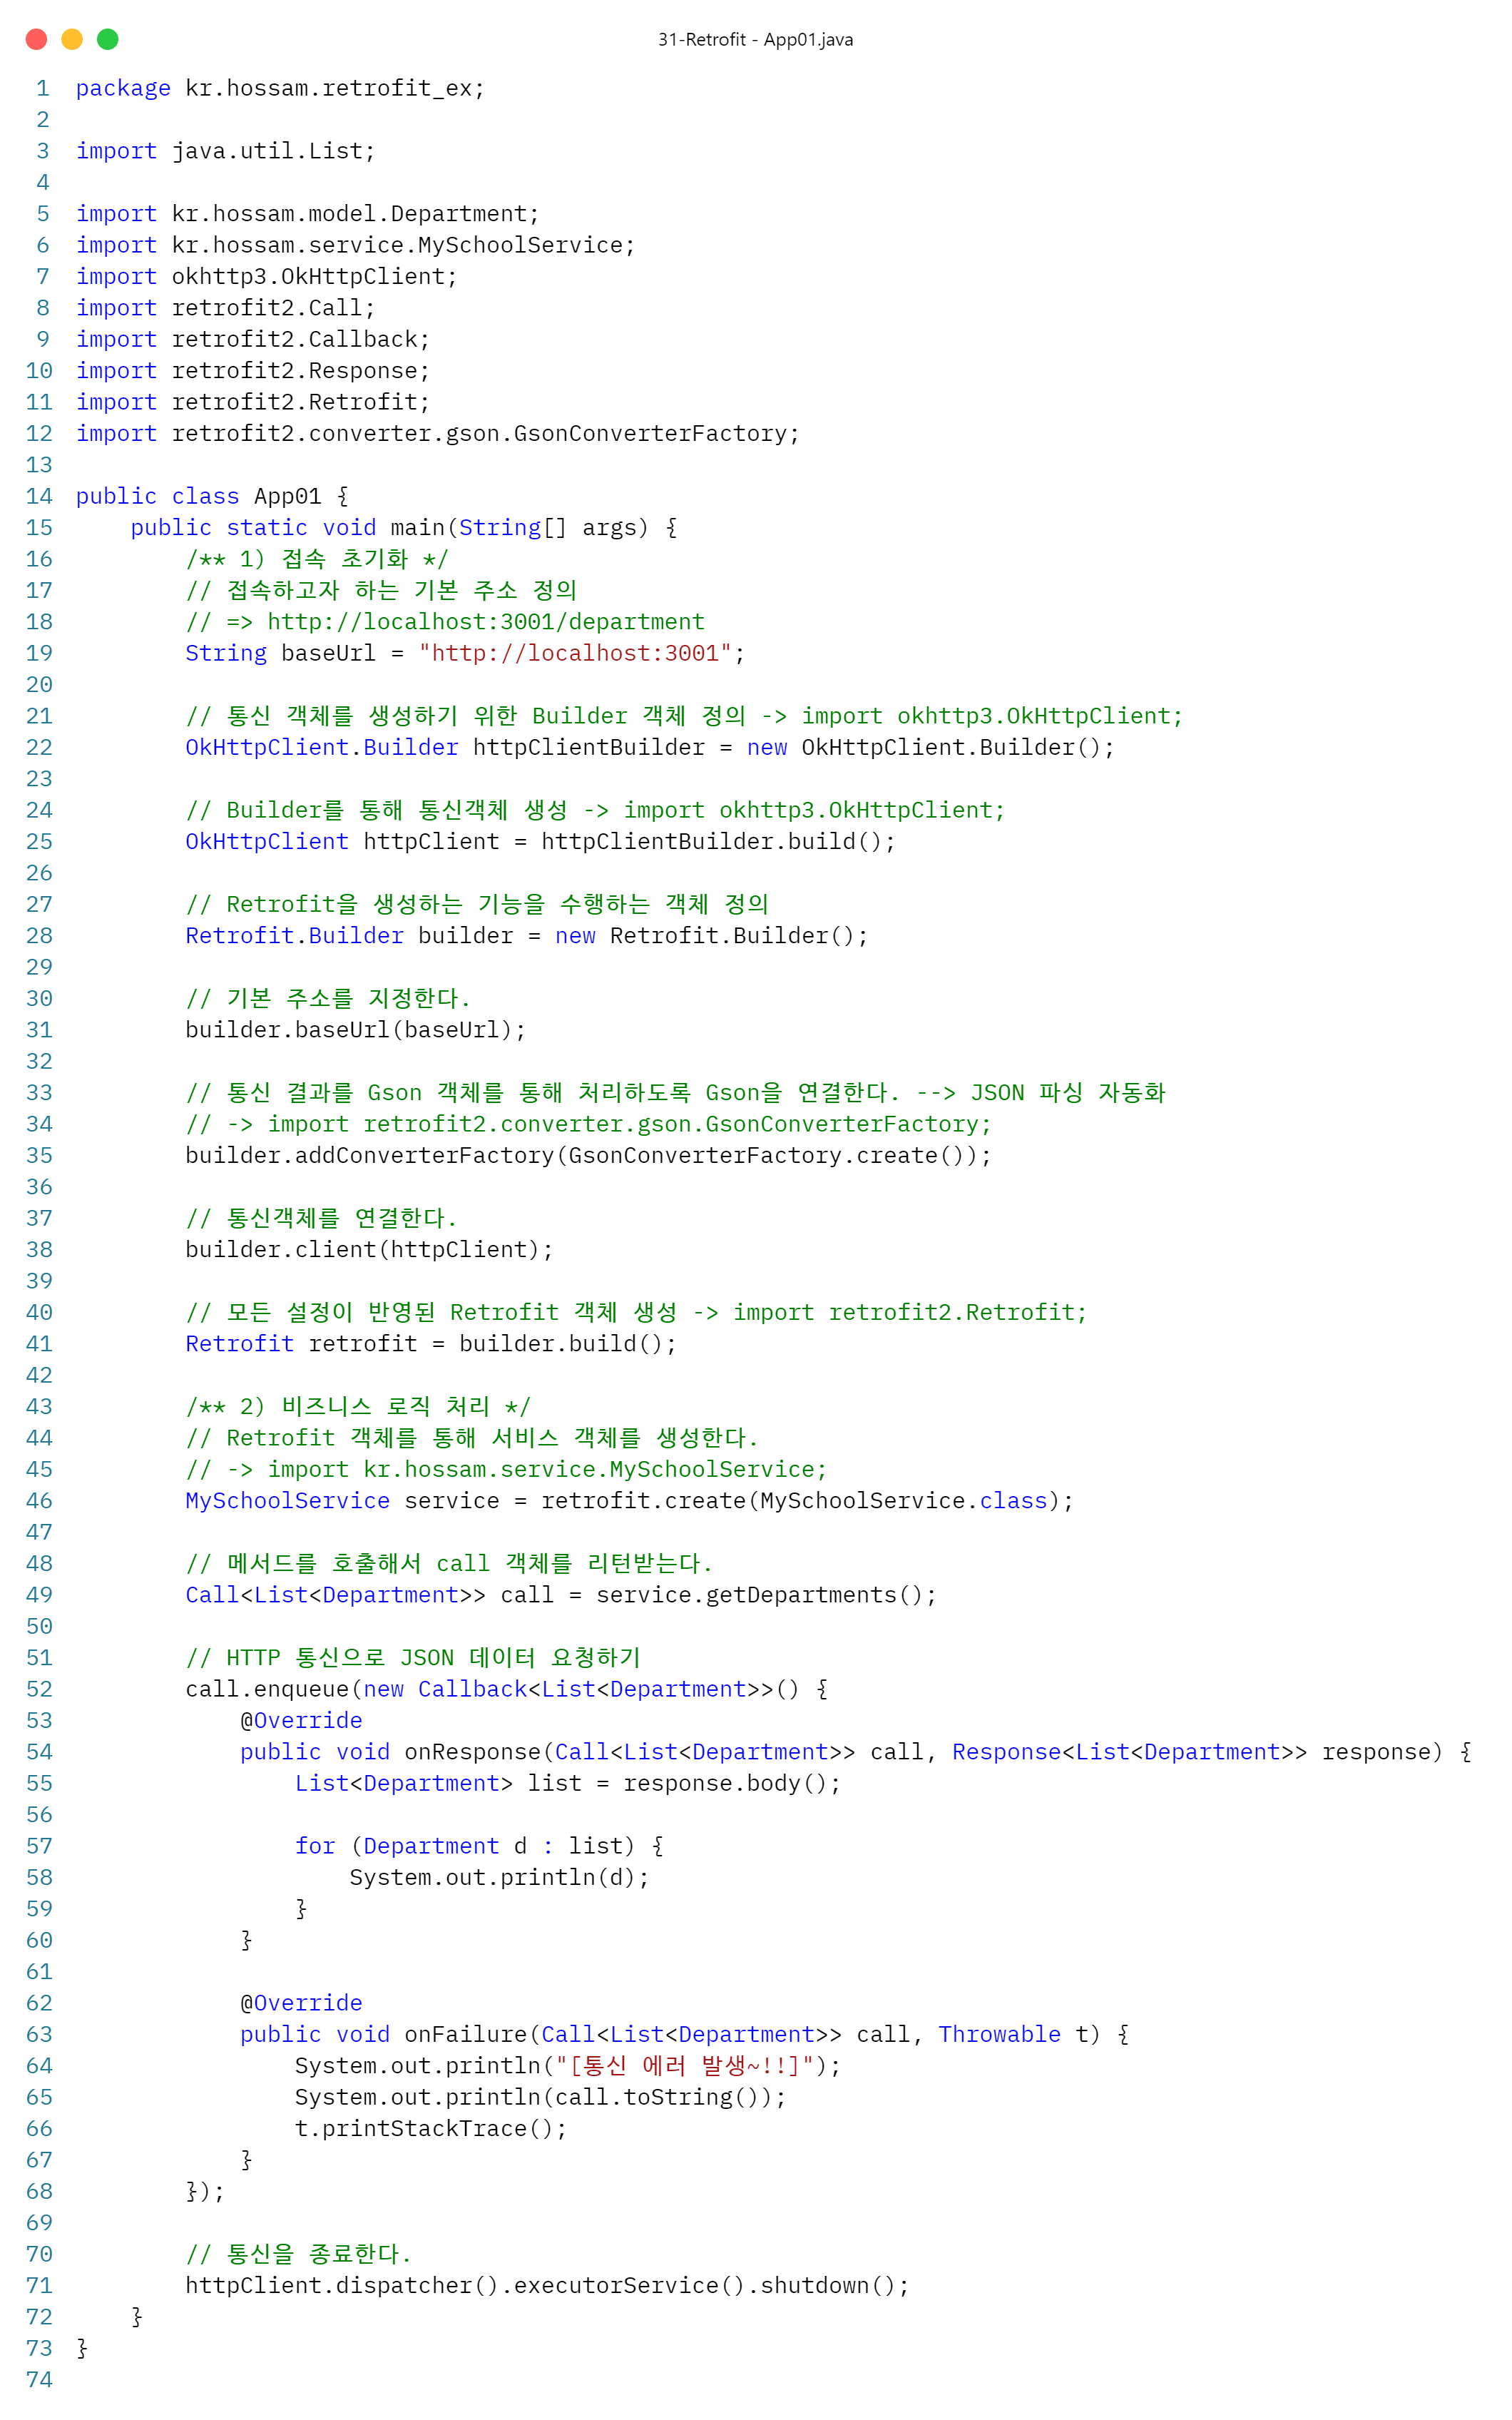 31-Retrofit - App01.java
1 package kr.hossam.retrofit_ex;
2
3 import java.util.List;
4
5 import kr.hossam.model.Department;
6 import kr.hossam.service.MySchoolService;
7 import okhttp3.OkHttpClient;
8 import retrofit2.Call;
9 import retrofit2.Callback;
10 import retrofit2.Response;
11 import retrofit2.Retrofit;
12 import retrofit2.converter.gson.GsonConverterFactory;
13
14 public class App01 {
15     public static void main(String[] args) {
16         /** 1) 접속 초기화 */
17         // 접속하고자 하는 기본 주소 정의
18         // => http://localhost:3001/department
19         String baseUrl = "http://localhost:3001";
20
21         // 통신 객체를 생성하기 위한 Builder 객체 정의 -> import okhttp3.OkHttpClient;
22         OkHttpClient.Builder httpClientBuilder = new OkHttpClient.Builder();
23
24         // Builder를 통해 통신객체 생성 -> import okhttp3.OkHttpClient;
25         OkHttpClient httpClient = httpClientBuilder.build();
26
27         // Retrofit을 생성하는 기능을 수행하는 객체 정의
28         Retrofit.Builder builder = new Retrofit.Builder();
29
30         // 기본 주소를 지정한다.
31         builder.baseUrl(baseUrl);
32
33         // 통신 결과를 Gson 객체를 통해 처리하도록 Gson을 연결한다. --> JSON 파싱 자동화
34         // -> import retrofit2.converter.gson.GsonConverterFactory;
35         builder.addConverterFactory(GsonConverterFactory.create());
36
37         // 통신객체를 연결한다.
38         builder.client(httpClient);
39
40         // 모든 설정이 반영된 Retrofit 객체 생성 -> import retrofit2.Retrofit;
41         Retrofit retrofit = builder.build();
42
43         /** 2) 비즈니스 로직 처리 */
44         // Retrofit 객체를 통해 서비스 객체를 생성한다.
45         // -> import kr.hossam.service.MySchoolService;
46         MySchoolService service = retrofit.create(MySchoolService.class);
47
48         // 메서드를 호출해서 call 객체를 리턴받는다.
49         Call<List<Department>> call = service.getDepartments();
50
51         // HTTP 통신으로 JSON 데이터 요청하기
52         call.enqueue(new Callback<List<Department>>() {
53             @Override
54             public void onResponse(Call<List<Department>> call, Response<List<Department>> response) {
55                 List<Department> list = response.body();
56
57                 for (Department d : list) {
58                     System.out.println(d);
59                 }
60             }
61
62             @Override
63             public void onFailure(Call<List<Department>> call, Throwable t) {
64                 System.out.println("[통신 에러 발생~!!]");
65                 System.out.println(call.toString());
66                 t.printStackTrace();
67             }
68         });
69
70         // 통신을 종료한다.
71         httpClient.dispatcher().executorService().shutdown();
72     }
73 }
74